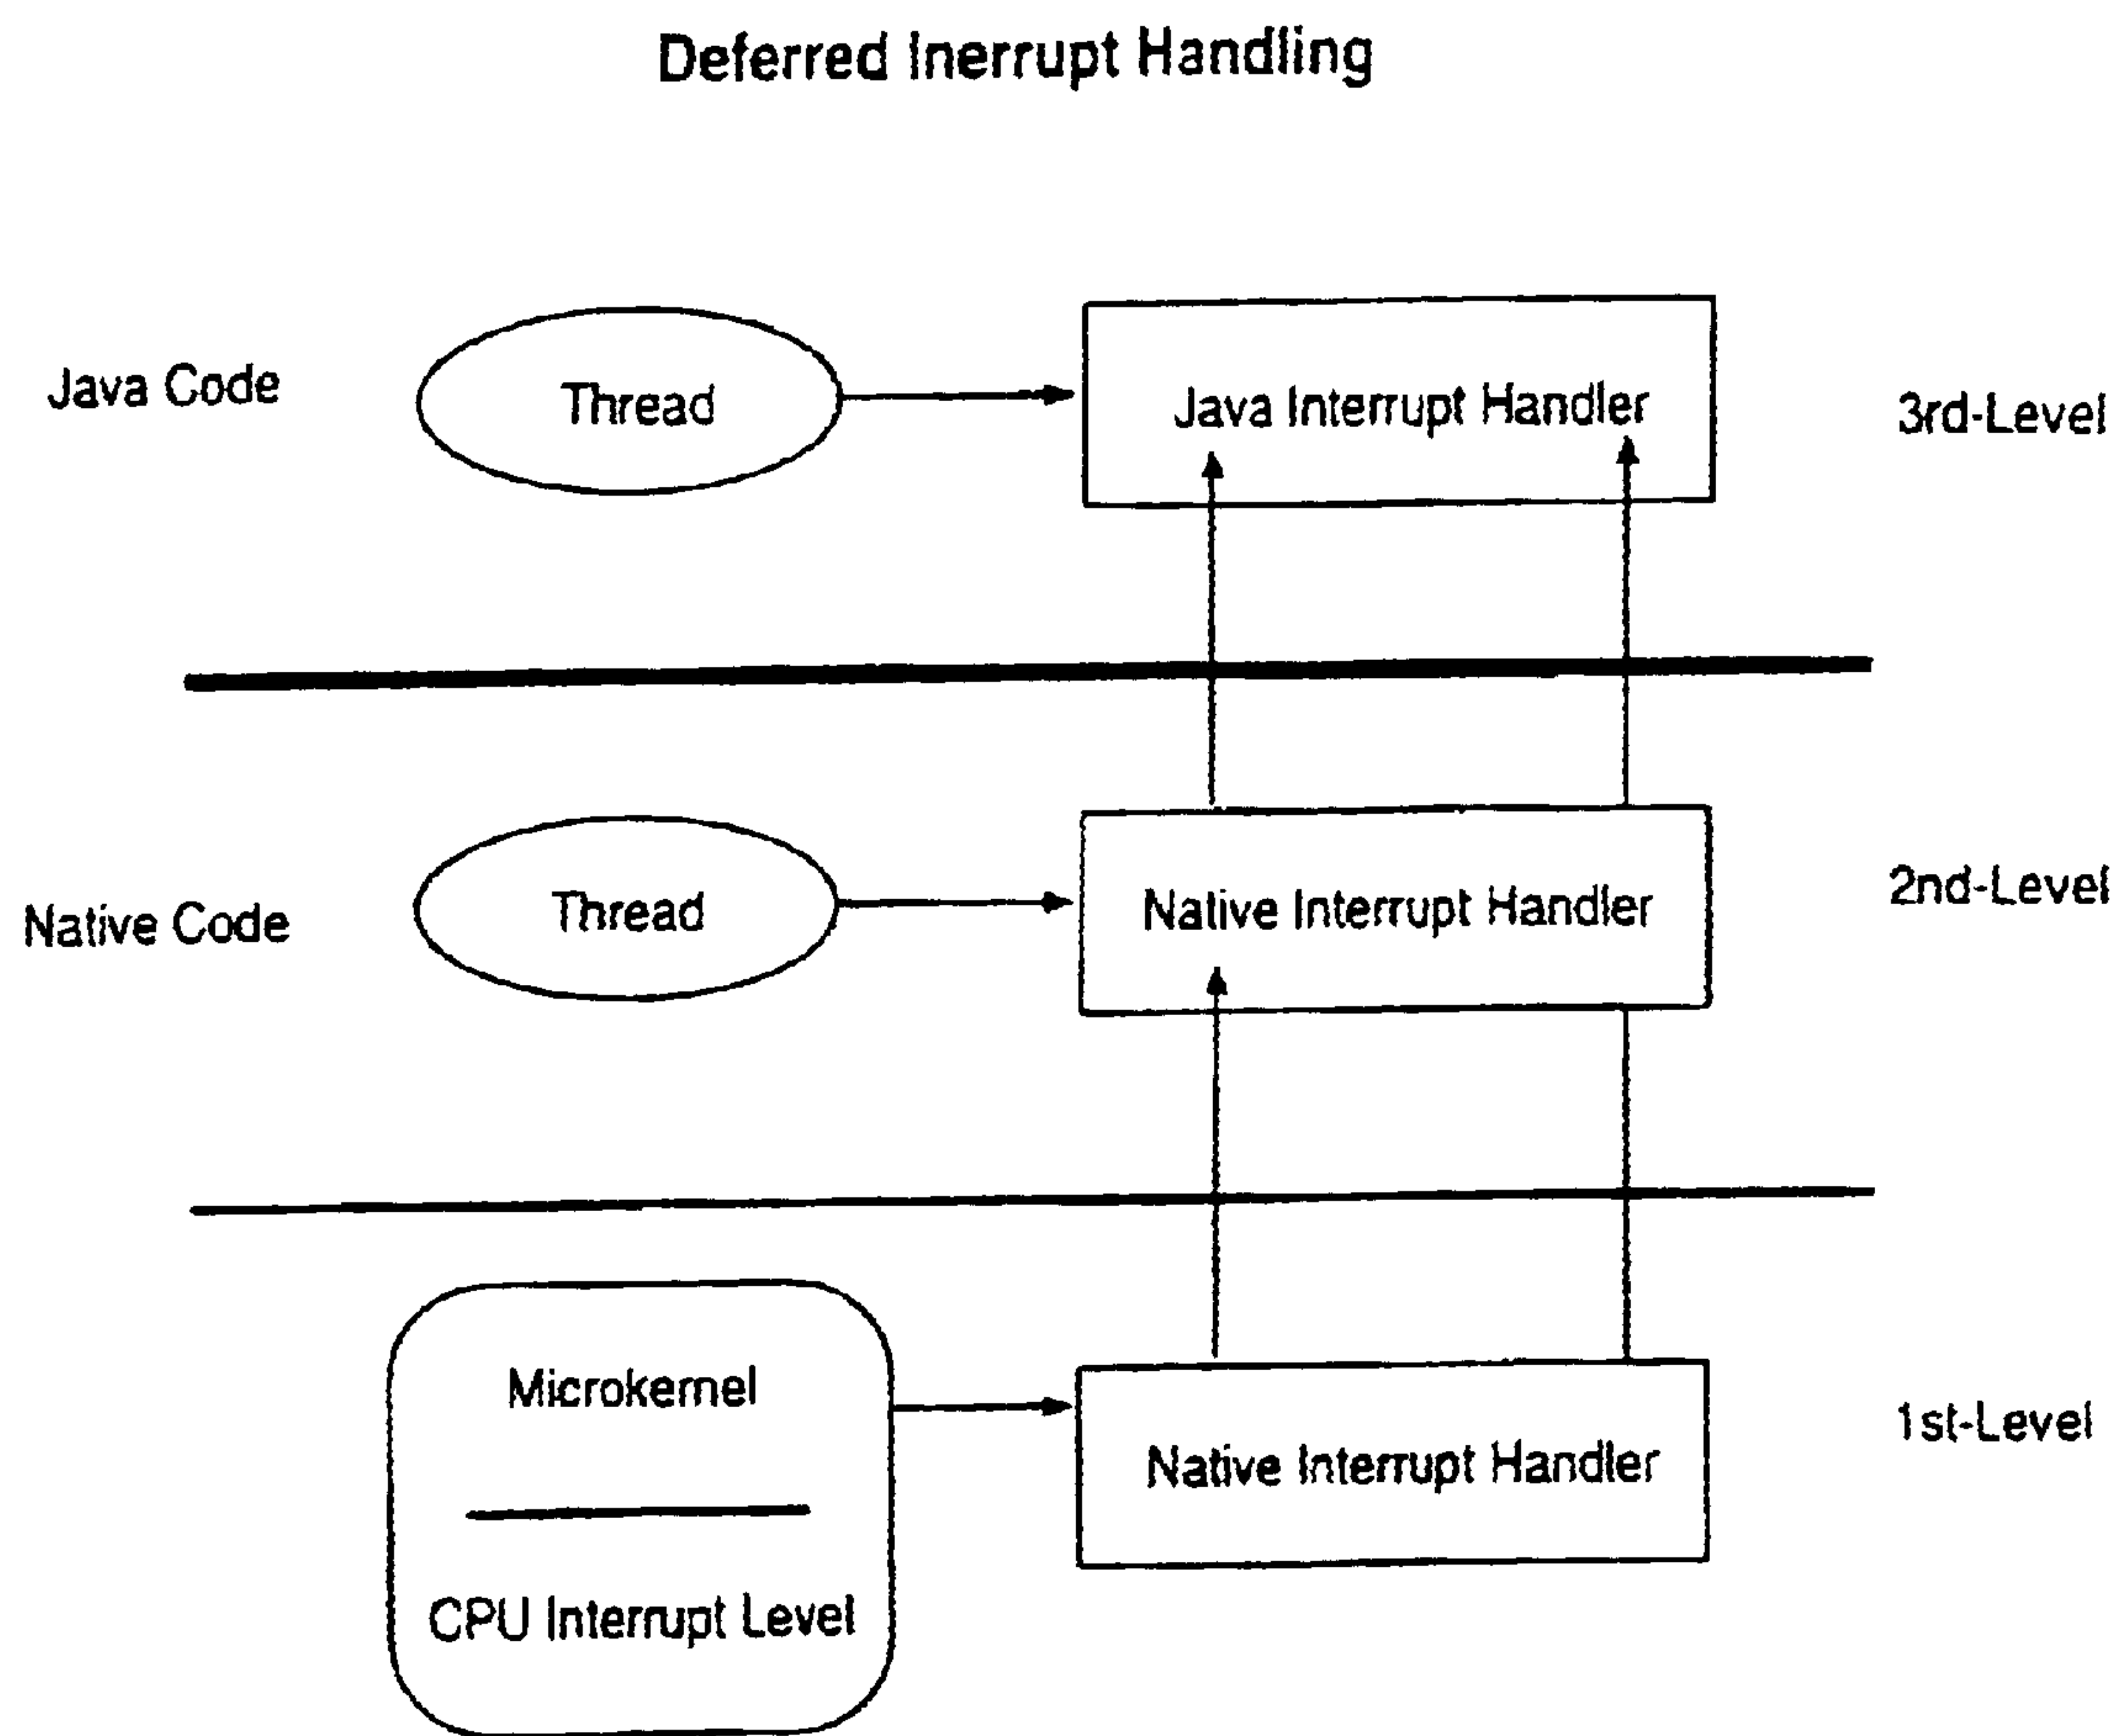 Deferred Inerrupt Handling
Java Code
Thread
Java Interrupt Handler
3rd-Level
Native Code
Thread
Native Interrupt Handler
2nd-Level
Microkernel
CPU Interrupt Level
Native Interrupt Handler
1st-Level